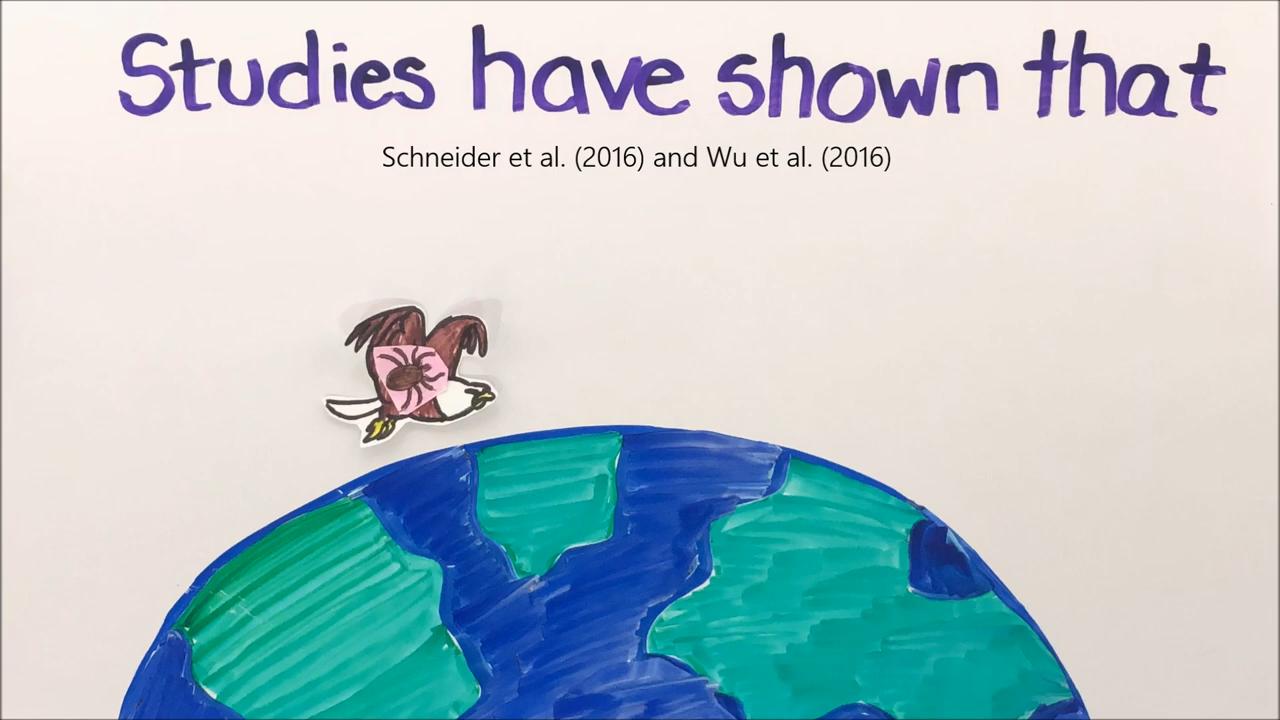 Studies have shown that
Schneider et al. (2016) and Wu et al. (2016)